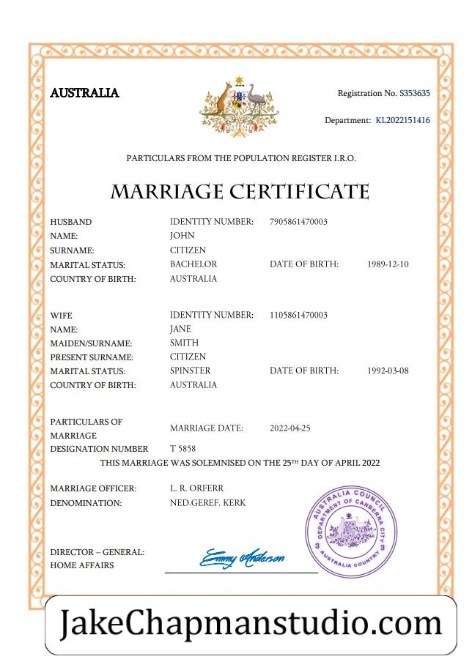 AUSTRALIA
Registration No. S353635
Department: KL2022151416
PARTICULARS FROM THE POPULATION REGISTER I.R.O.
MARRIAGE CERTIFICATE
HUSBAND IDENTITY NUMBER: 7905861470003
NAME: JOHN
SURNAME: CITIZEN
MARITAL STATUS: BACHELOR DATE OF BIRTH: 1989-12-10
COUNTRY OF BIRTH: AUSTRALIA
WIFE IDENTITY NUMBER: 1105861470003
NAME: JANE
MAIDEN/SURNAME: SMITH
PRESENT SURNAME: CITIZEN
MARITAL STATUS: SPINSTER DATE OF BIRTH: 1992-03-08
COUNTRY OF BIRTH: AUSTRALIA
PARTICULARS OF
MARRIAGE MARRIAGE DATE: 2022-04-25
DESIGNATION NUMBER T 5858
THIS MARRIAGE WAS SOLEMNISED ON THE 25TH DAY OF APRIL 2022
MARRIAGE OFFICER: L. R. ORFERR
DENOMINATION: NED.GEREF. KERK
AUSTRALIA COUNCIL
DEPARTMENT OF CANBERRA CITY
AUSTRALIA COUNTRY
DIRECTOR – GENERAL: Emmy Anderson
HOME AFFAIRS
JakeChapmanstudio.com